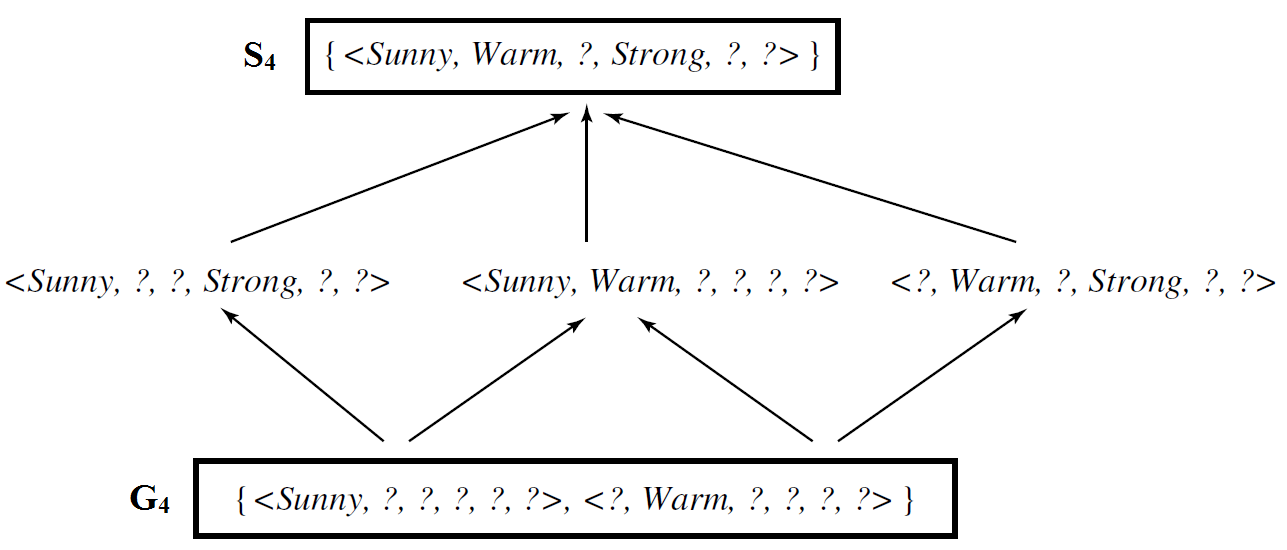 S4 { <Sunny, Warm, ?, Strong, ?, ?> }
<Sunny, ?, ?, Strong, ?, ?> <Sunny, Warm, ?, ?, ?, ?> <?, Warm, ?, Strong, ?, ?>
G4 { <Sunny, ?, ?, ?, ?, ?>, <?, Warm, ?, ?, ?, ?> }